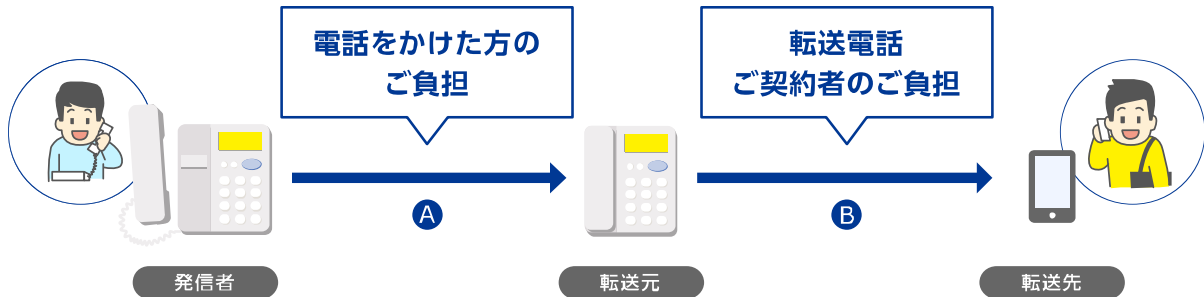 電話をかけた方の
ご負担
転送電話
ご契約者のご負担
A
B
発信者
転送元
転送先